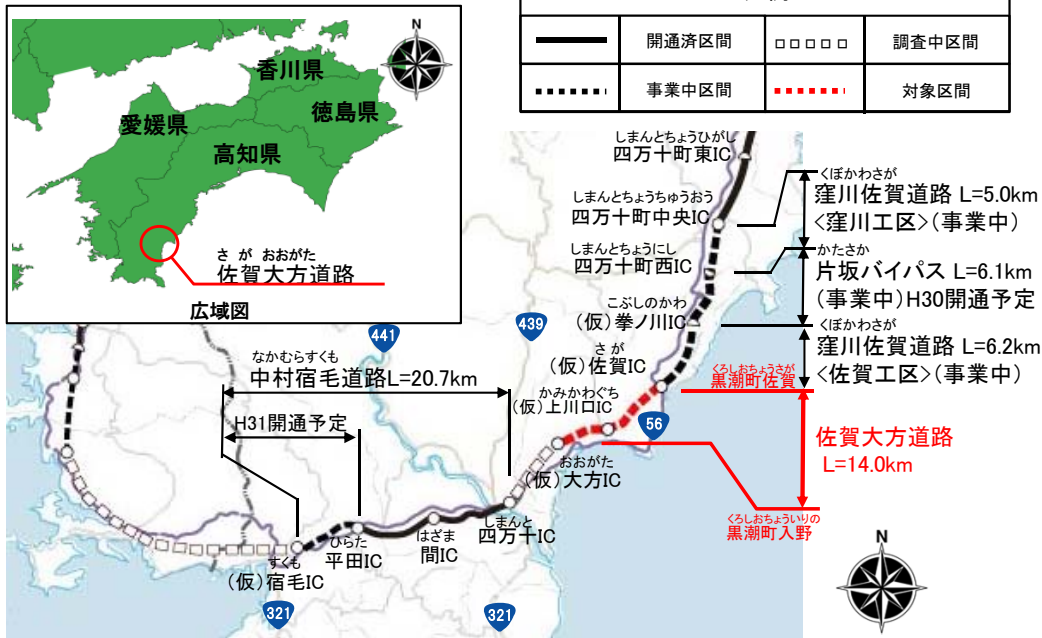 開通済区間
調査中区間
事業中区間
対象区間
N
香川県
徳島県
愛媛県
高知県
さ が おおがた
佐賀大方道路
広域図
しまんとちょうひがし
四万十町東IC
しまんとちょうちゅうおう
四万十町中央IC
しまんとちょうにし
四万十町西IC
こぶしのかわ
(仮)拳ノ川IC
さ が
(仮)佐賀IC
かみかわぐち
(仮)上川口IC
おおがた
(仮)大方IC
しまんと
四万十IC
はざま
間IC
ひらた
平田IC
すくも
(仮)宿毛IC
くぼかわさが
窪川佐賀道路 L=5.0km
<窪川工区>(事業中)
かたさか
片坂バイパス L=6.1km
(事業中)H30開通予定
くぼかわさが
窪川佐賀道路 L=6.2km
<佐賀工区>(事業中)
くろしおちょうさが
黒潮町佐賀
佐賀大方道路
L=14.0km
くろしおちょういりの
黒潮町入野
なかむらすくも
中村宿毛道路L=20.7km
H31開通予定
441
439
56
321
321
N